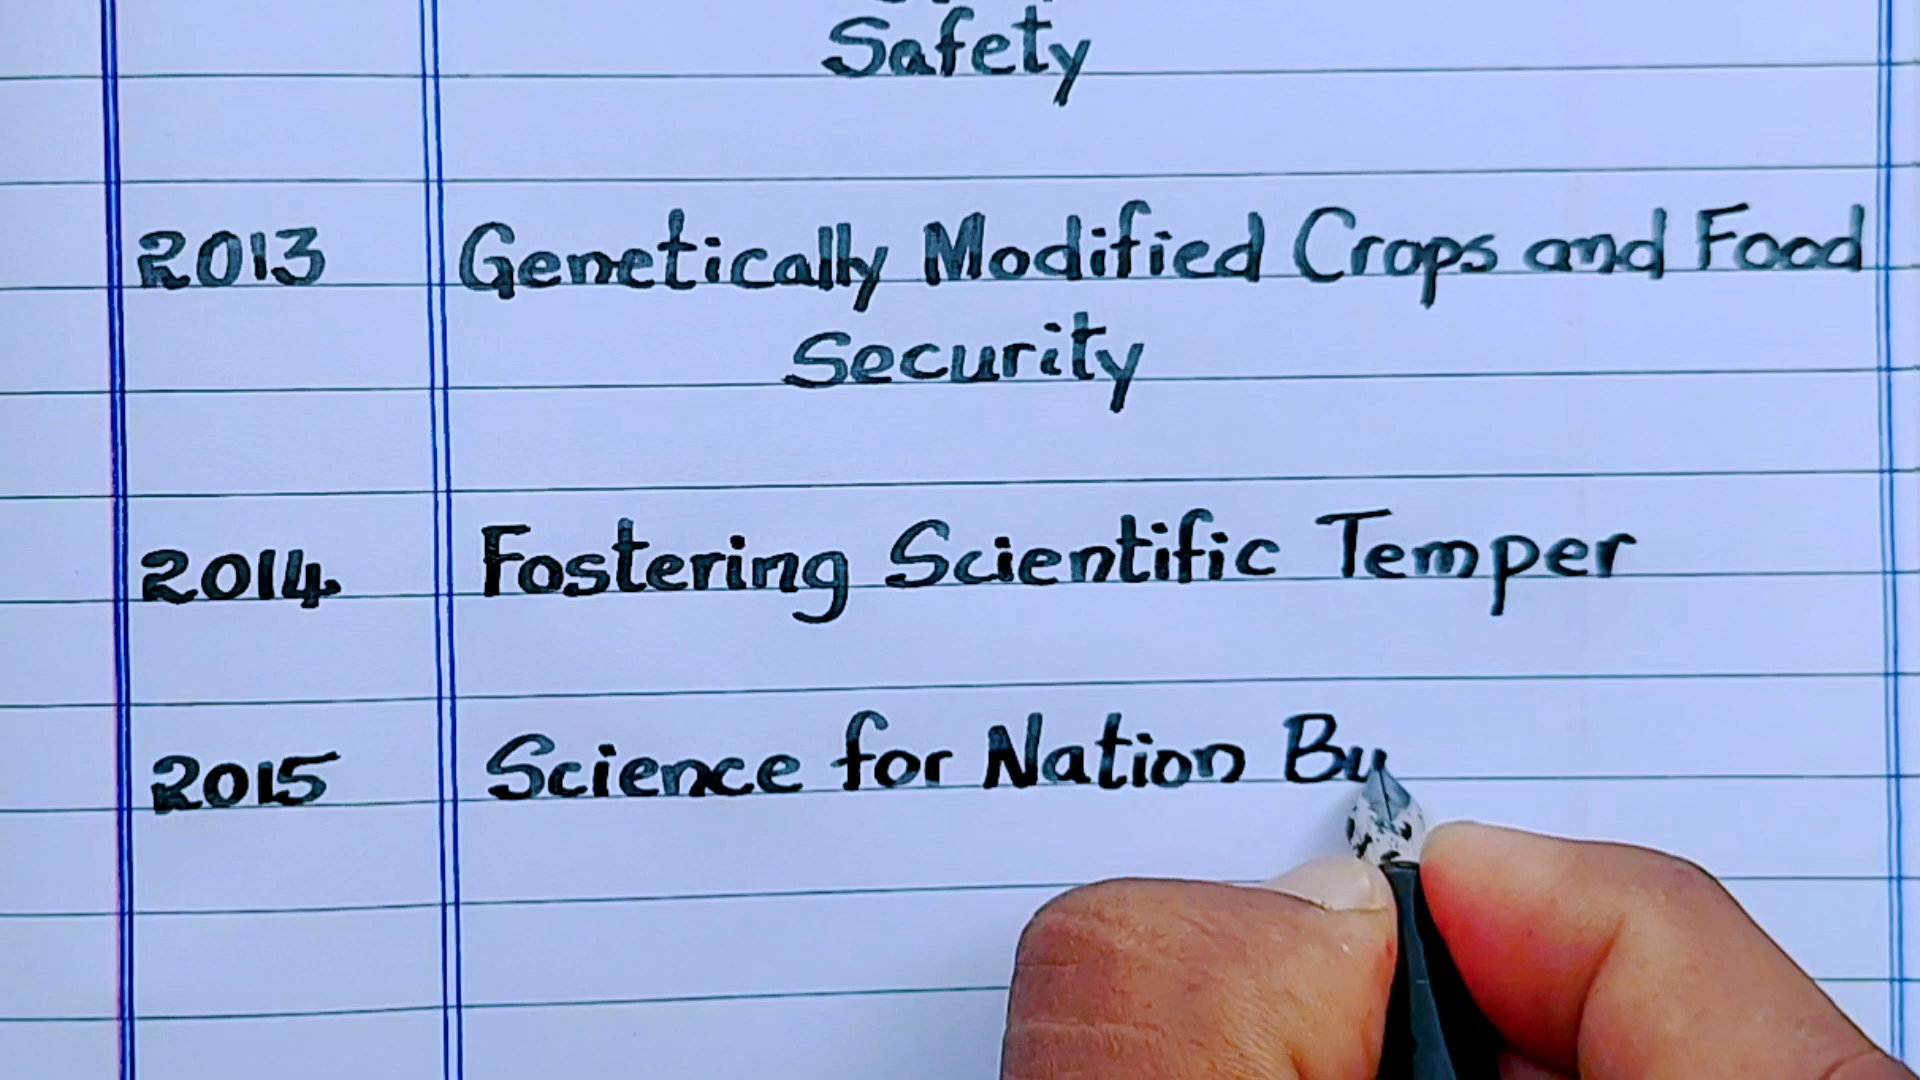 Safety
2013 Genetically Modified Crops and Food
Security
2014 Fostering Scientific Temper
2015 Science for Nation Bu